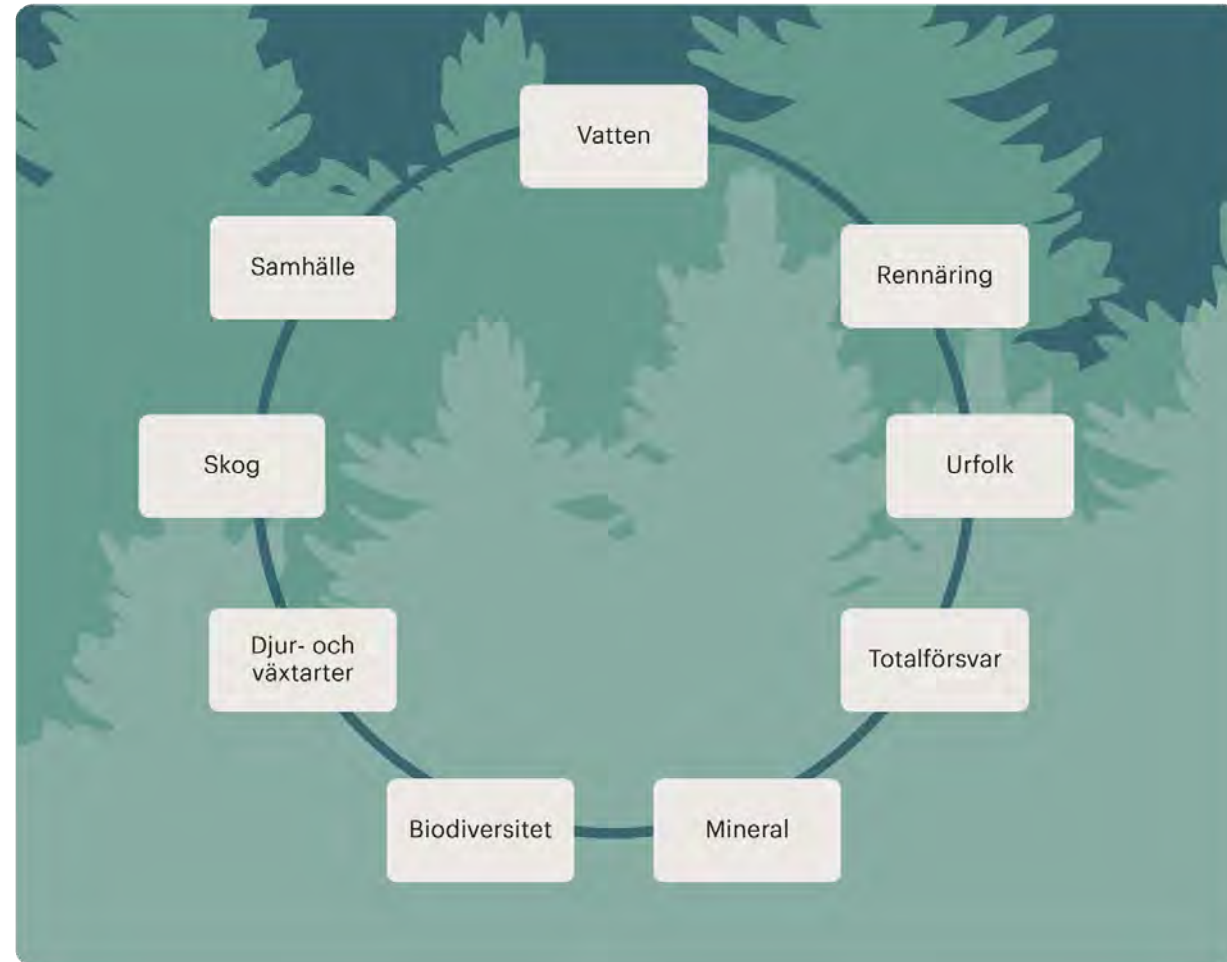 Vatten
Samhälle
Rennäring
Skog
Urfolk
Djur- och
växtarter
Totalförsvar
Biodiversitet
Mineral